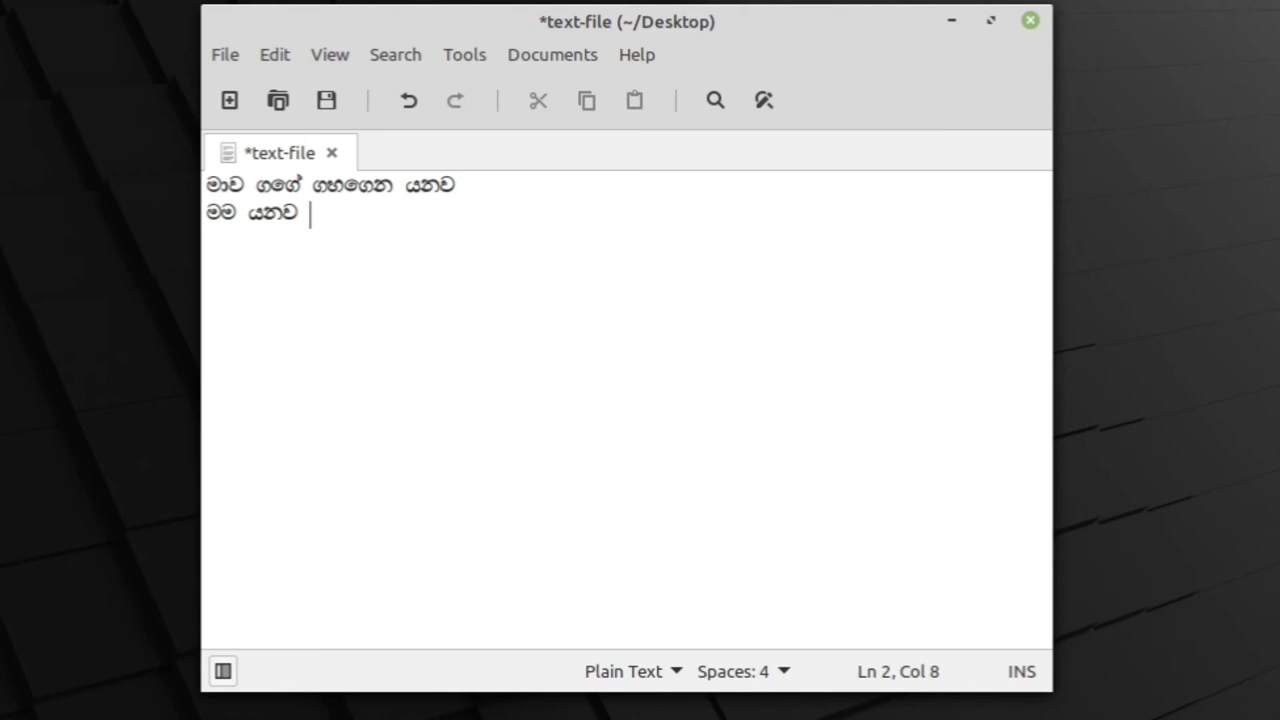 *text-file (~/Desktop)
File Edit View Search Tools Documents Help
*text-file
මාව ගගේ ගහගෙන යනව
මම යනව
Plain Text Spaces: 4 Ln 2, Col 8 INS